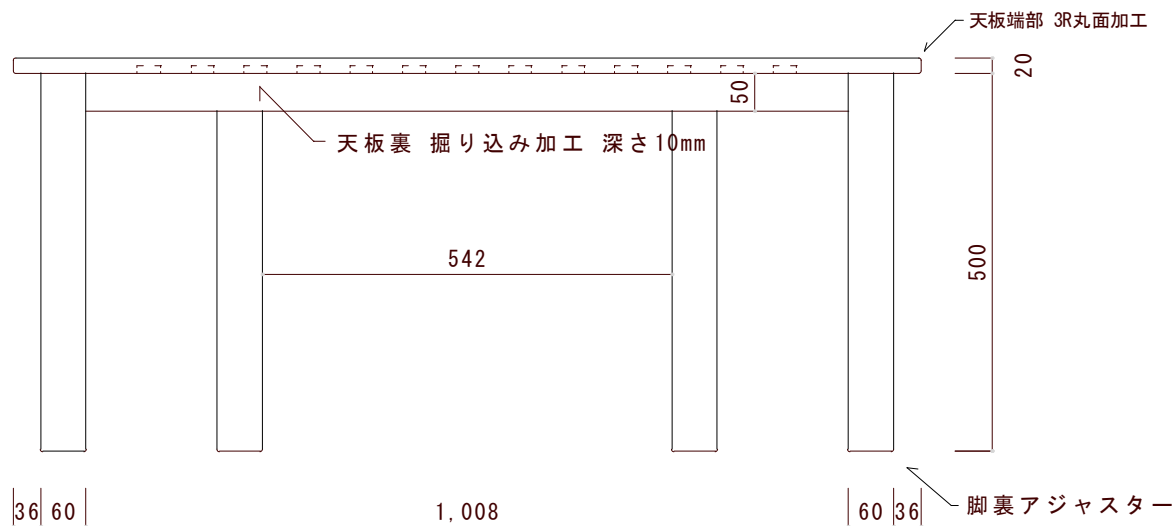 天板端部 3R丸面加工
20
50
天板裏 掘り込み加工 深さ10mm
542
500
36 60 1,008 60 36
脚裏アジャスター